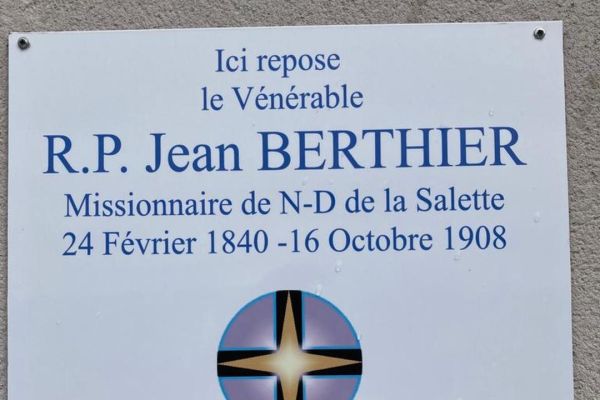 Ici repose
le Vénérable
R.P. Jean BERTHIER
Missionnaire de N-D de la Salette
24 Février 1840 -16 Octobre 1908